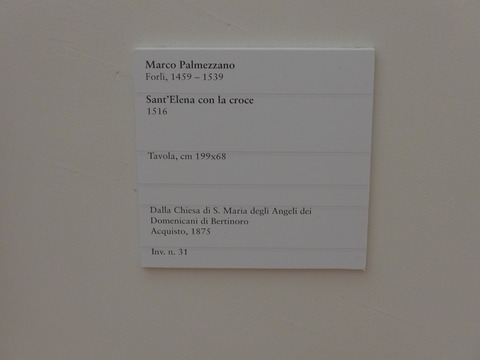 Marco Palmezzano
Forlì, 1459 – 1539
Sant'Elena con la croce
1516
Tavola, cm 199x68
Dalla Chiesa di S. Maria degli Angeli dei
Domenicani di Bertinoro
Acquisto, 1875
Inv. n. 31